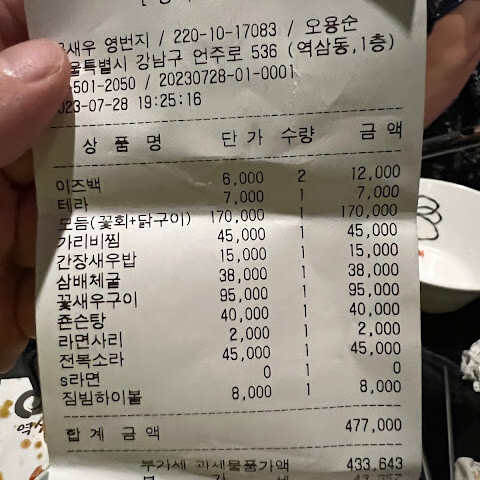 새우 영번지 / 220-10-17083 / 오용순
특별시 강남구 언주로 536 (역삼동,1층)
-501-2050 / 20230728-01-0001
023-07-28 19:25:16
상 품 명 단 가 수량 금 액
이즈백 6,000 2 12,000
테라 7,000 1 7,000
모듬(꽃회+닭구이) 170,000 1 170,000
가리비찜 45,000 1 45,000
간장새우밥 15,000 1 15,000
삼배체굴 38,000 1 38,000
꽃새우구이 95,000 1 95,000
존슨탕 40,000 1 40,000
라면사리 2,000 1 2,000
전복소라 45,000 1 45,000
s라면 0 1 0
짐빔하이볼 8,000 1 8,000
합 계 금 액 477,000
부가세 과세물품가액 433,643